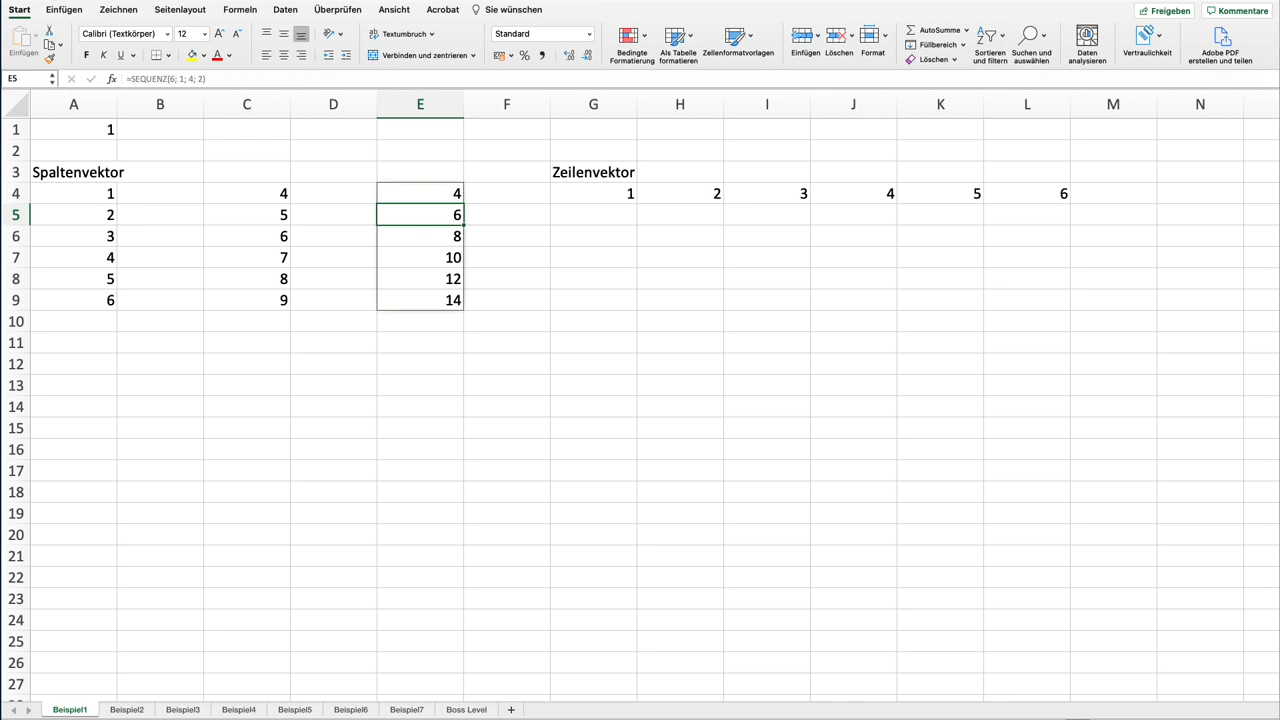 Start Einfügen Zeichnen Seitenlayout Formeln Daten Überprüfen Ansicht Acrobat Sie wünschen Freigeben Kommentare
Einfügen Calibri (Textkörper) 12 A A Textumbruch Standard Bedingte Formatierung Als Tabelle formatieren Zellenformatvorlagen Einfügen Löschen Format AutoSumme Füllbereich Löschen Sortieren und filtern Suchen und auswählen Vertraulichkeit Daten analysieren Adobe PDF erstellen und teilen
F K U A Verbinden und zentrieren %
E5 fx =SEQUENZ(6; 1; 4; 2)
A B C D E F G H I J K L M N
1 1
2
3 Spaltenvektor Zeilenvektor
4 1 4 4 1 2 3 4 5 6
5 2 5 6
6 3 6 8
7 4 7 10
8 5 8 12
9 6 9 14
10
11
12
13
14
15
16
17
18
19
20
21
22
23
24
25
26
27
Beispiel1 Beispiel2 Beispiel3 Beispiel4 Beispiel5 Beispiel6 Beispiel7 Boss Level +